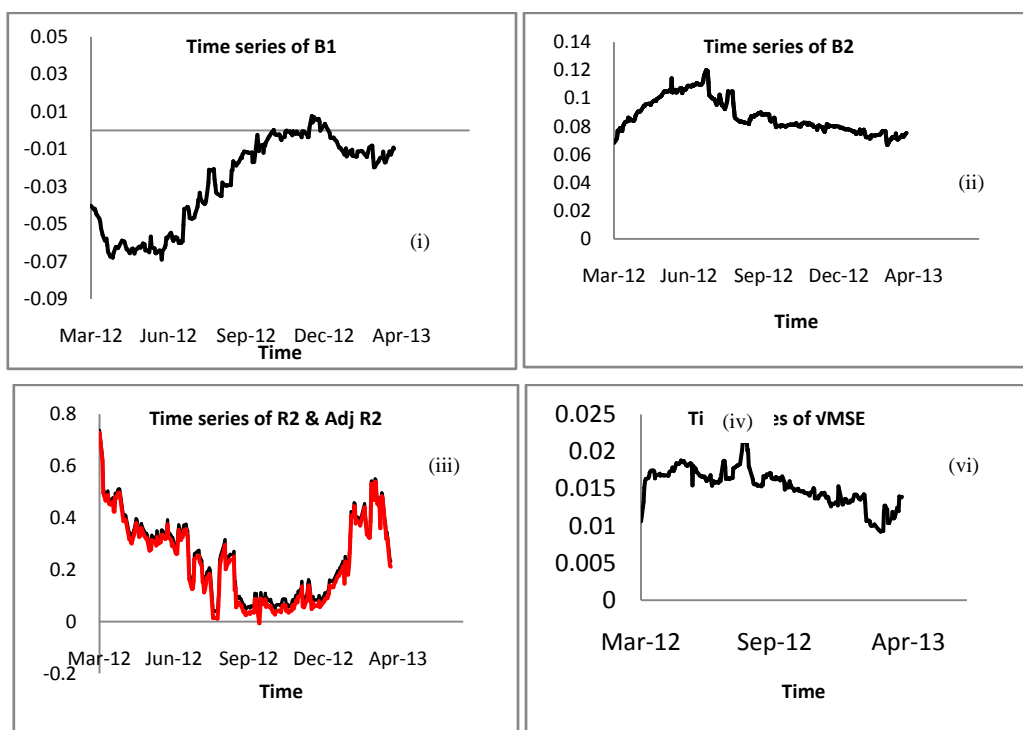 Time series of B1
0.05
0.03
0.01
-0.01
-0.03
-0.05
-0.07
-0.09
(i)
Mar-12 Jun-12 Sep-12 Dec-12 Apr-13
Time
Time series of B2
0.14
0.12
0.1
0.08
0.06
0.04
0.02
0
(ii)
Mar-12 Jun-12 Sep-12 Dec-12 Apr-13
Time
Time series of R2 & Adj R2
0.8
0.6
0.4
0.2
0
-0.2
(iii)
Mar-12 Jun-12 Sep-12 Dec-12 Apr-13
Time
Ti (iv) es of √MSE
0.025
0.02
0.015
0.01
0.005
0
(vi)
Mar-12 Sep-12 Apr-13
Time